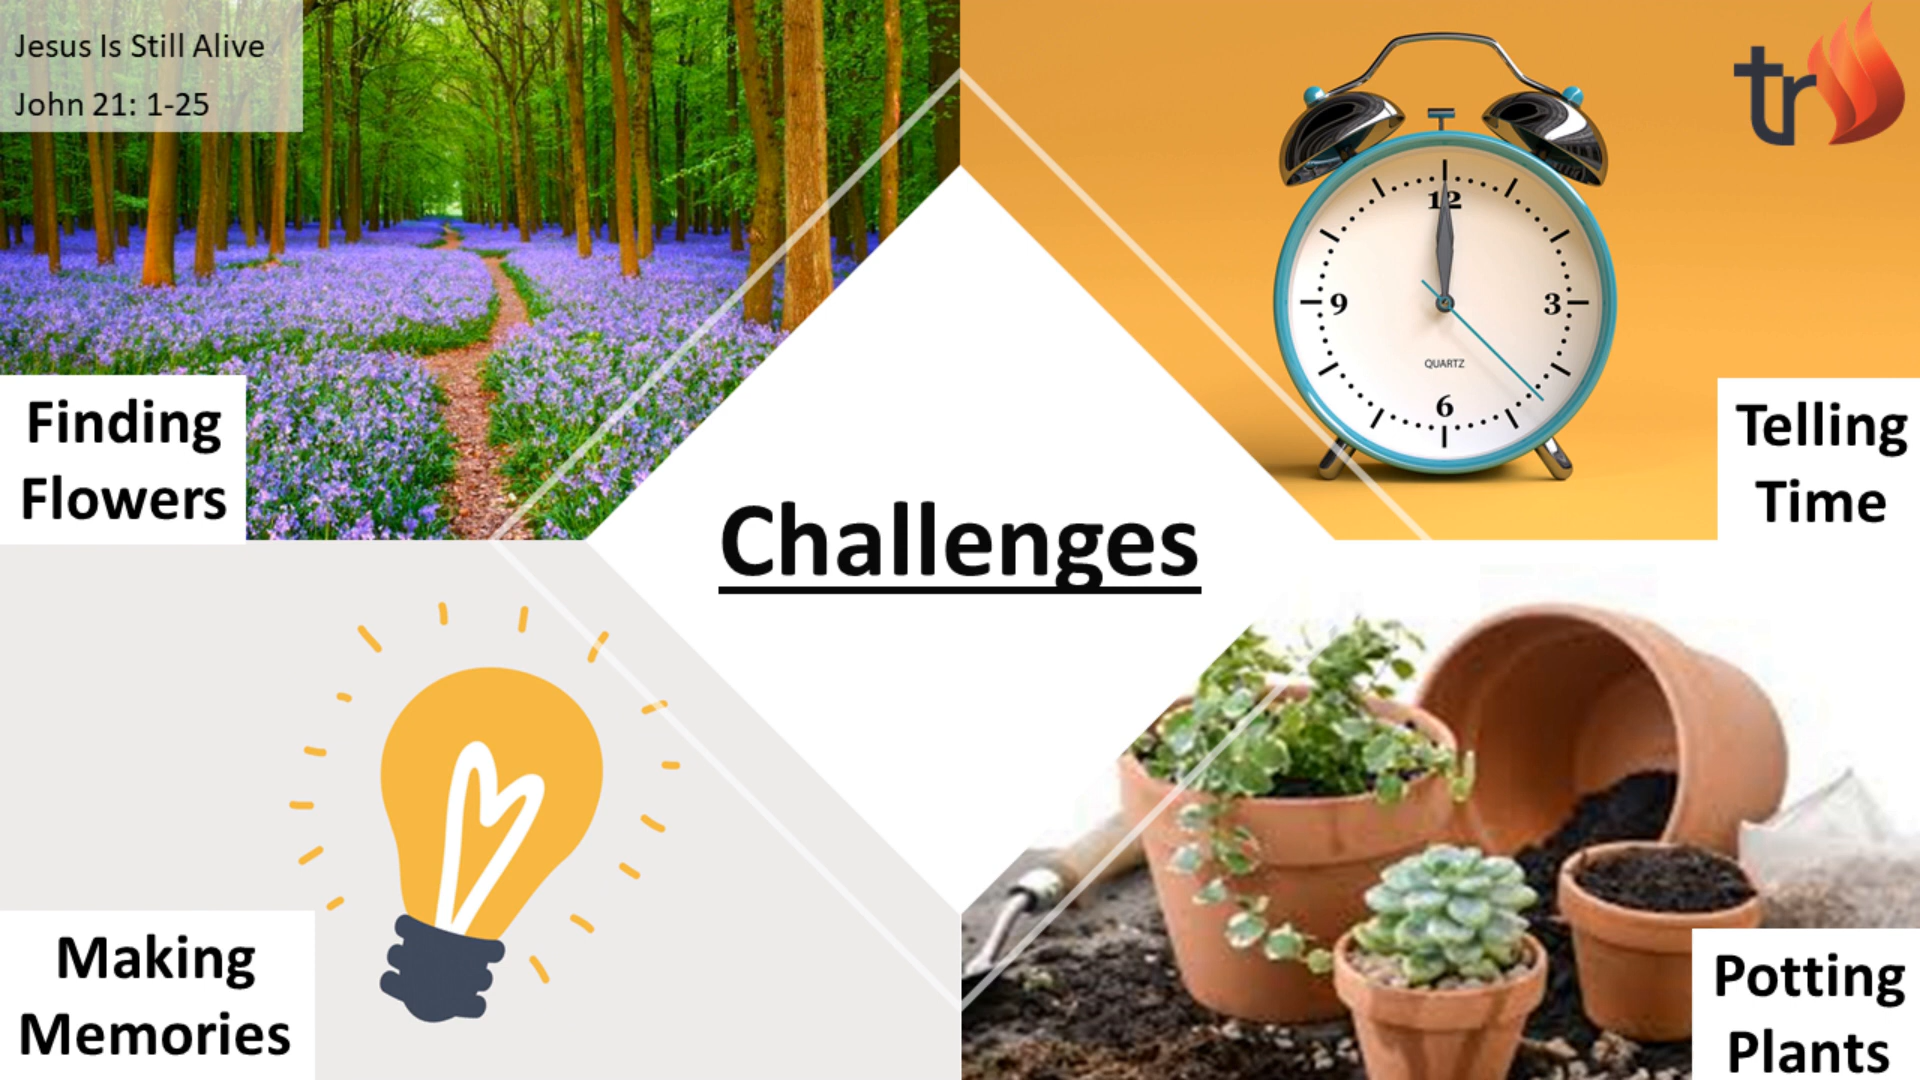 Jesus Is Still Alive
John 21: 1-25
tr
12
9
3
QUARTZ
6
Finding
Flowers
Telling
Time
Challenges
Making
Memories
Potting
Plants